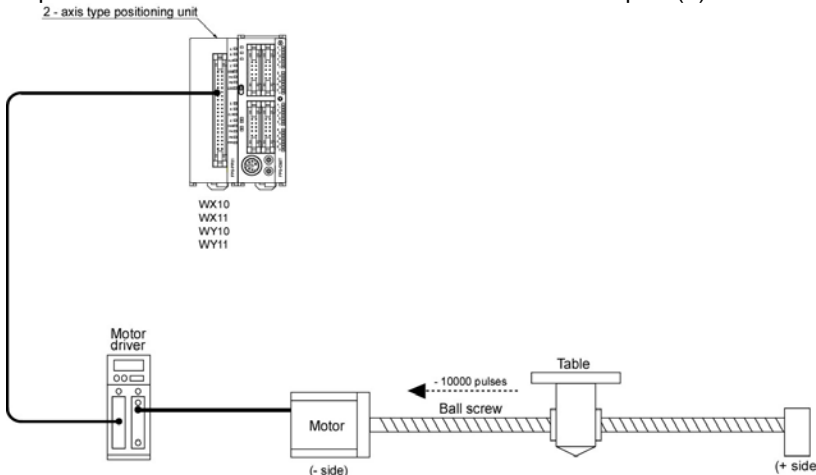 2 - axis type positioning unit
WX10
WX11
WY10
WY11
Motor
driver
Table
- 10000 pulses
Ball screw
Motor
(- side)
(+ side